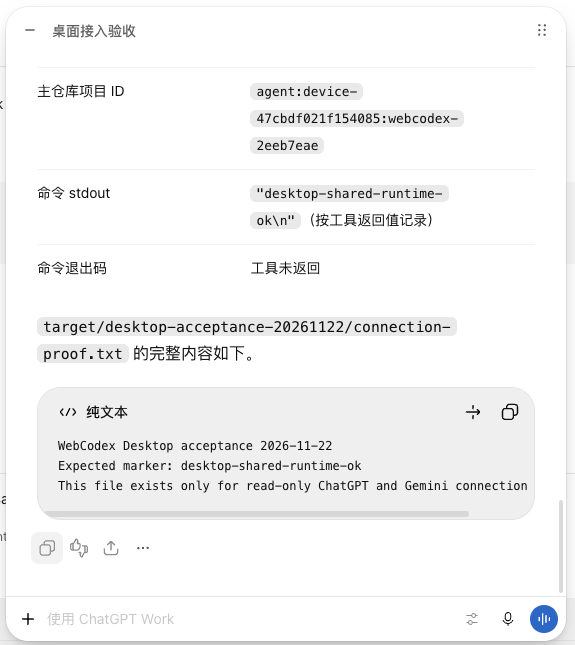 桌面接入验收
主仓库项目 ID
agent:device-
47cbdf021f154085:webcodex-
2eeb7eae
命令 stdout
"desktop-shared-runtime-
ok\n"（按工具返回值记录）
命令退出码
工具未返回
target/desktop-acceptance-20261122/connection-
proof.txt 的完整内容如下。
</> 纯文本
WebCodex Desktop acceptance 2026-11-22
Expected marker: desktop-shared-runtime-ok
This file exists only for read-only ChatGPT and Gemini connection
使用 ChatGPT Work